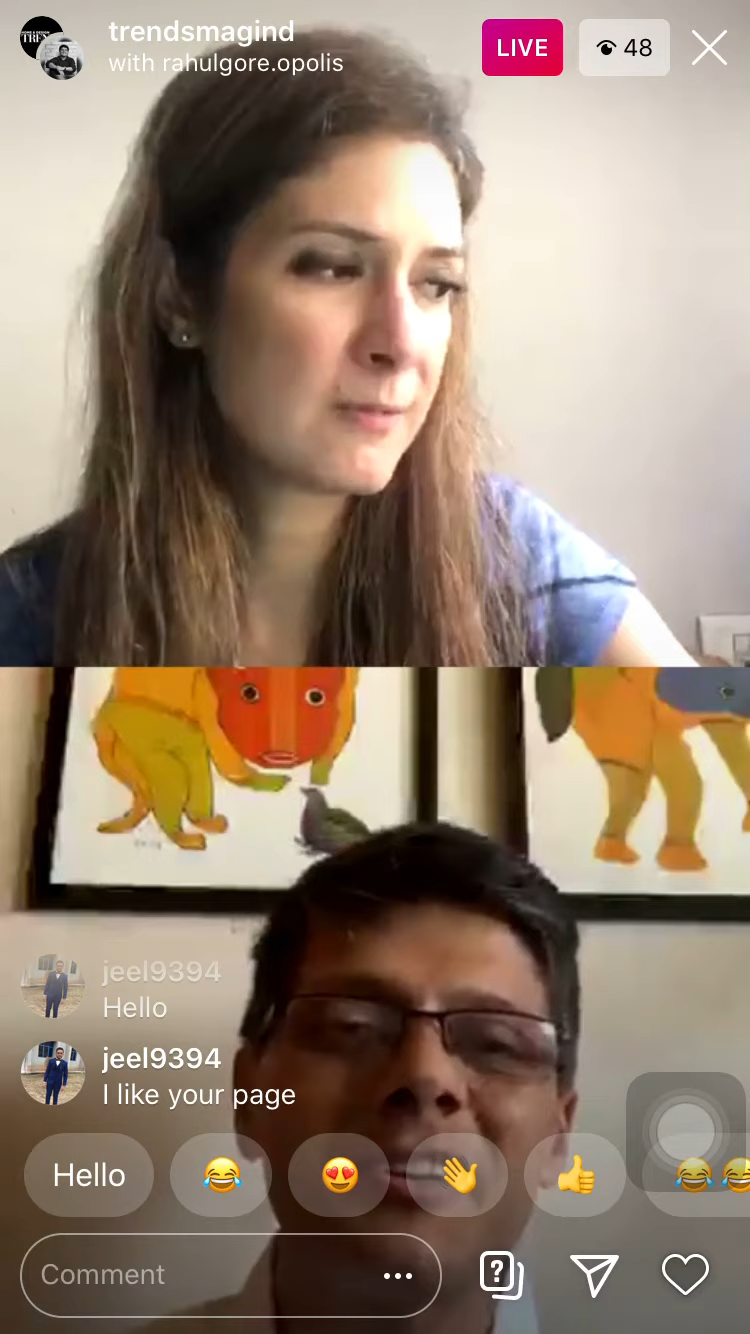 trendsmagind
with rahulgore.opolis
LIVE
48
jeel9394
Hello
jeel9394
I like your page
Hello
Comment